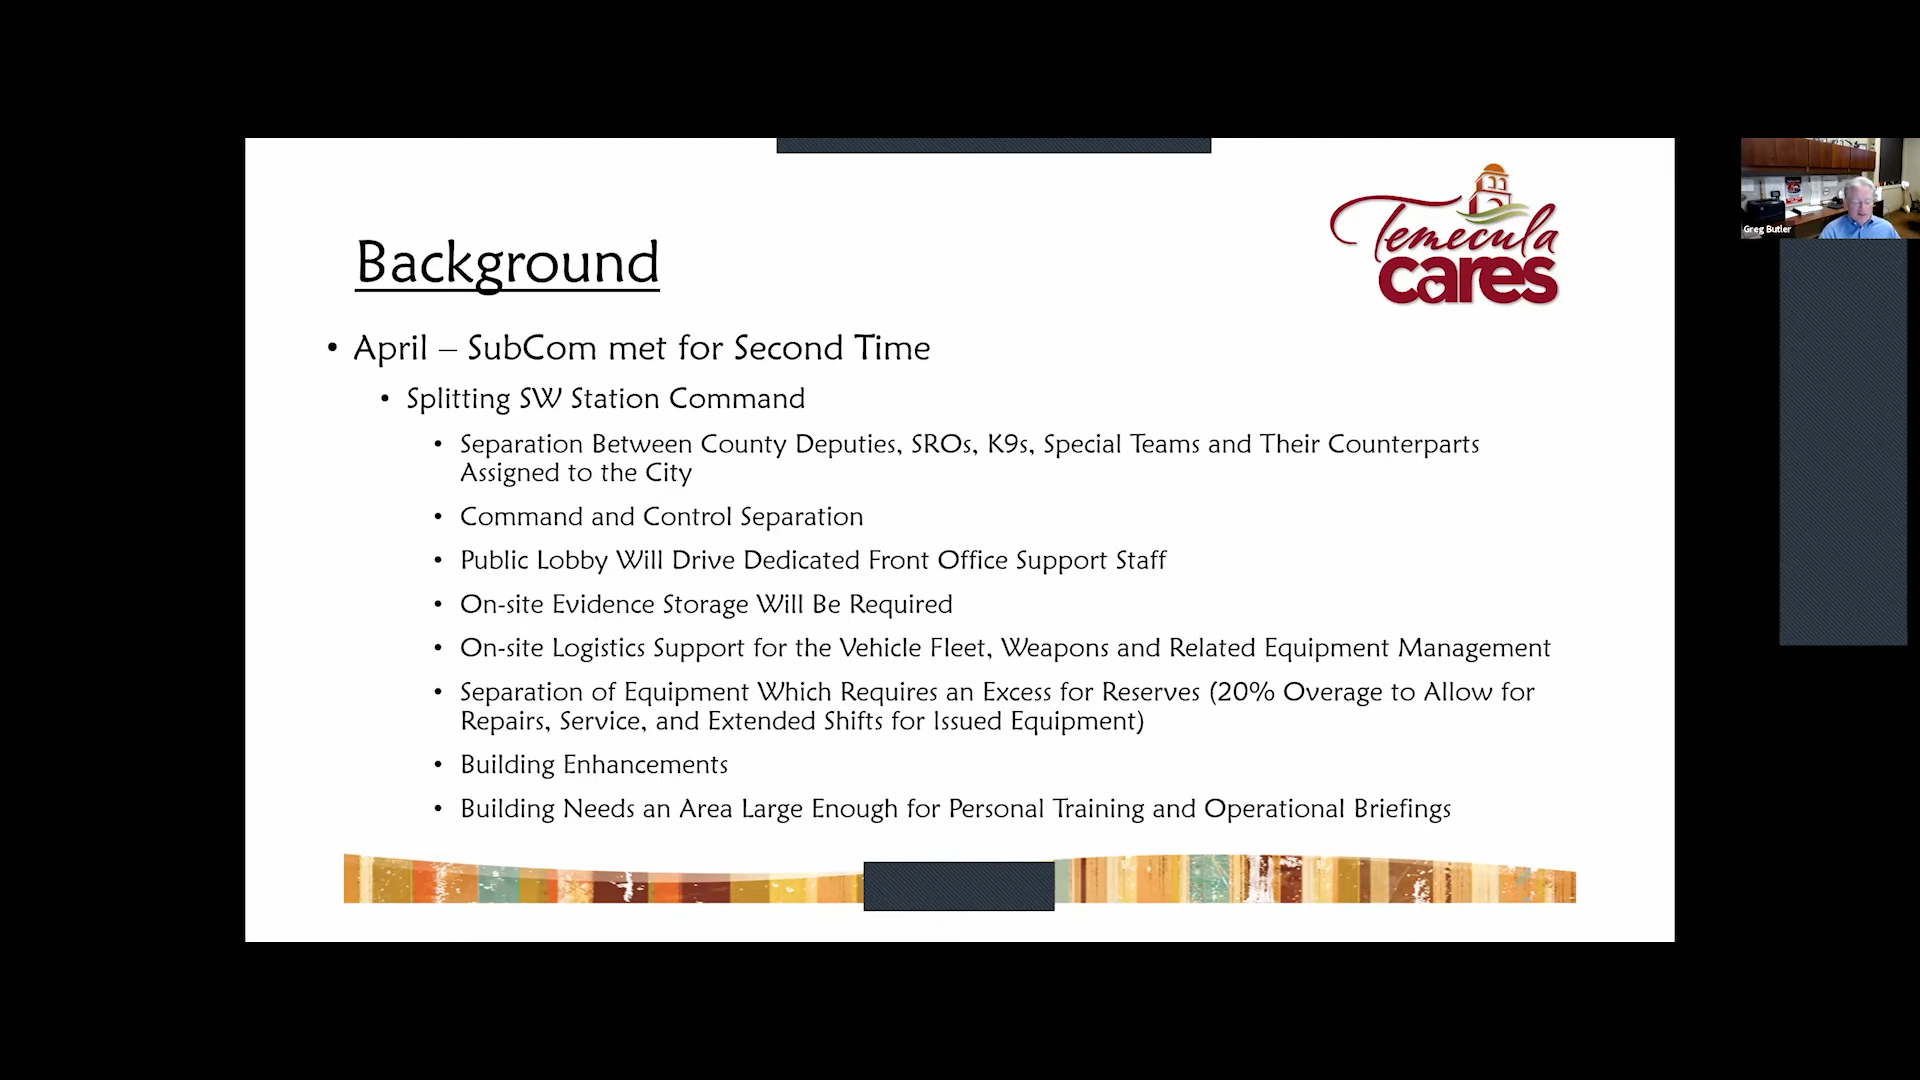 Temecula
cares
Greg Butler
Background
• April – SubCom met for Second Time
• Splitting SW Station Command
• Separation Between County Deputies, SROs, K9s, Special Teams and Their Counterparts
Assigned to the City
• Command and Control Separation
• Public Lobby Will Drive Dedicated Front Office Support Staff
• On-site Evidence Storage Will Be Required
• On-site Logistics Support for the Vehicle Fleet, Weapons and Related Equipment Management
• Separation of Equipment Which Requires an Excess for Reserves (20% Overage to Allow for
Repairs, Service, and Extended Shifts for Issued Equipment)
• Building Enhancements
• Building Needs an Area Large Enough for Personal Training and Operational Briefings